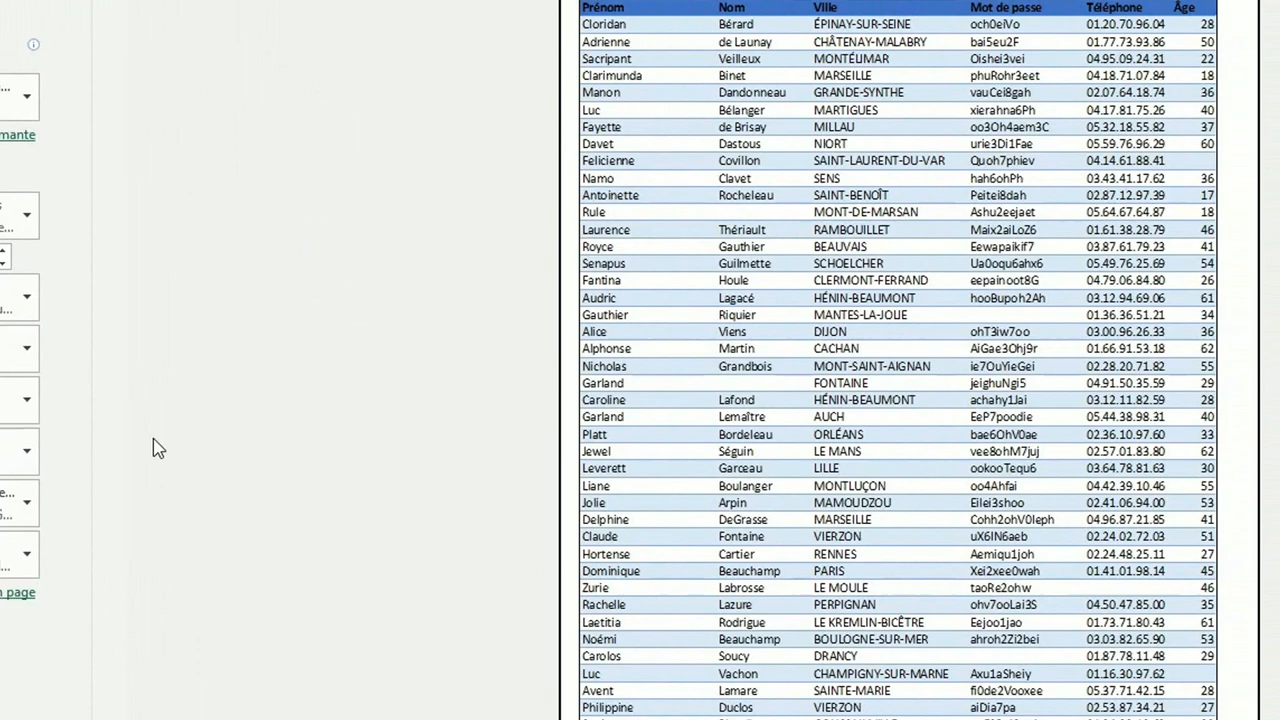 Prénom Nom Ville Mot de passe Téléphone Âge
Cloridan Bérard ÉPINAY-SUR-SEINE och0eiVo 01.20.70.96.04 28
Adrienne de Launay CHÂTENAY-MALABRY bai5eu2F 01.77.73.93.86 50
Sacripant Veilleux MONTÉLIMAR Oishei3vei 04.95.09.24.31 22
... Clarimunda Binet MARSEILLE phuRohr3eet 04.18.71.07.84 18
Manon Dandonneau GRANDE-SYNTHE vauCei8gah 02.07.64.18.74 36
Luc Bélanger MARTIGUES xierahna6Ph 04.17.81.75.26 40
mante Fayette de Brisay MILLAU oo3Oh4aem3C 05.32.18.55.82 37
Davet Dastous NIORT urie3Di1Fae 05.59.76.96.29 60
Felicienne Covillon SAINT-LAURENT-DU-VAR Quoh7phiev 04.14.61.88.41
Namo Clavet SENS hah6ohPh 03.43.41.17.62 36
Antoinette Rocheleau SAINT-BENOÎT Peitei8dah 02.87.12.97.39 17
s Rule MONT-DE-MARSAN Ashu2eejaet 05.64.67.64.87 18
e... Laurence Thériault RAMBOUILLET Maix2aiLoZ6 01.61.38.28.79 46
Royce Gauthier BEAUVAIS Eewapaikif7 03.87.61.79.23 41
Senapus Guilmette SCHOELCHER Ua0oqu6ahx6 05.49.76.25.69 54
Fantina Houle CLERMONT-FERRAND eepainoot8G 04.79.06.84.80 26
Audric Lagacé HÉNIN-BEAUMONT hooBupoh2Ah 03.12.94.69.06 61
u... Gauthier Riquier MANTES-LA-JOLIE 01.36.36.51.21 34
Alice Viens DIJON ohT3iw7oo 03.00.96.26.33 36
Alphonse Martin CACHAN AiGae3Ohj9r 01.66.91.53.18 62
Nicholas Grandbois MONT-SAINT-AIGNAN ie7OuYieGei 02.28.20.71.82 55
Garland FONTAINE jeighuNgi5 04.91.50.35.59 29
Caroline Lafond HÉNIN-BEAUMONT achahy1Jai 03.12.11.82.59 28
Garland Lemaître AUCH EeP7poodie 05.44.38.98.31 40
Platt Bordeleau ORLÉANS bae6OhV0ae 02.36.10.97.60 33
Jewel Séguin LE MANS vee8ohM7juj 02.57.01.83.80 62
Leverett Garceau LILLE ookooTequ6 03.64.78.81.63 30
e... Liane Boulanger MONTLUÇON oo4Ahfai 04.42.39.10.46 55
Jolie Arpin MAMOUDZOU EiIei3shoo 02.41.06.94.00 53
G... Delphine DeGrasse MARSEILLE Cohh2ohV0Ieph 04.96.87.21.85 41
Claude Fontaine VIERZON uX6IN6aeb 02.24.02.72.03 51
Hortense Cartier RENNES Aemiqu1joh 02.24.48.25.11 27
... Dominique Beauchamp PARIS Xei2xee0wah 01.41.01.98.14 45
Zurie Labrosse LE MOULE taoRe2ohw 46
n page Rachelle Lazure PERPIGNAN ohv7ooLai3S 04.50.47.85.00 35
Laetitia Rodrigue LE KREMLIN-BICÊTRE Eejoo1jao 01.73.71.80.43 61
Noémi Beauchamp BOULOGNE-SUR-MER ahroh2Zi2bei 03.03.82.65.90 53
Carolos Soucy DRANCY 01.87.78.11.48 29
Luc Vachon CHAMPIGNY-SUR-MARNE Axu1aSheiy 01.16.30.97.62
Avent Lamare SAINTE-MARIE fi0de2Vooxee 05.37.71.42.15 28
Philippine Duclos VIERZON aiDia7pa 02.53.87.34.21 27